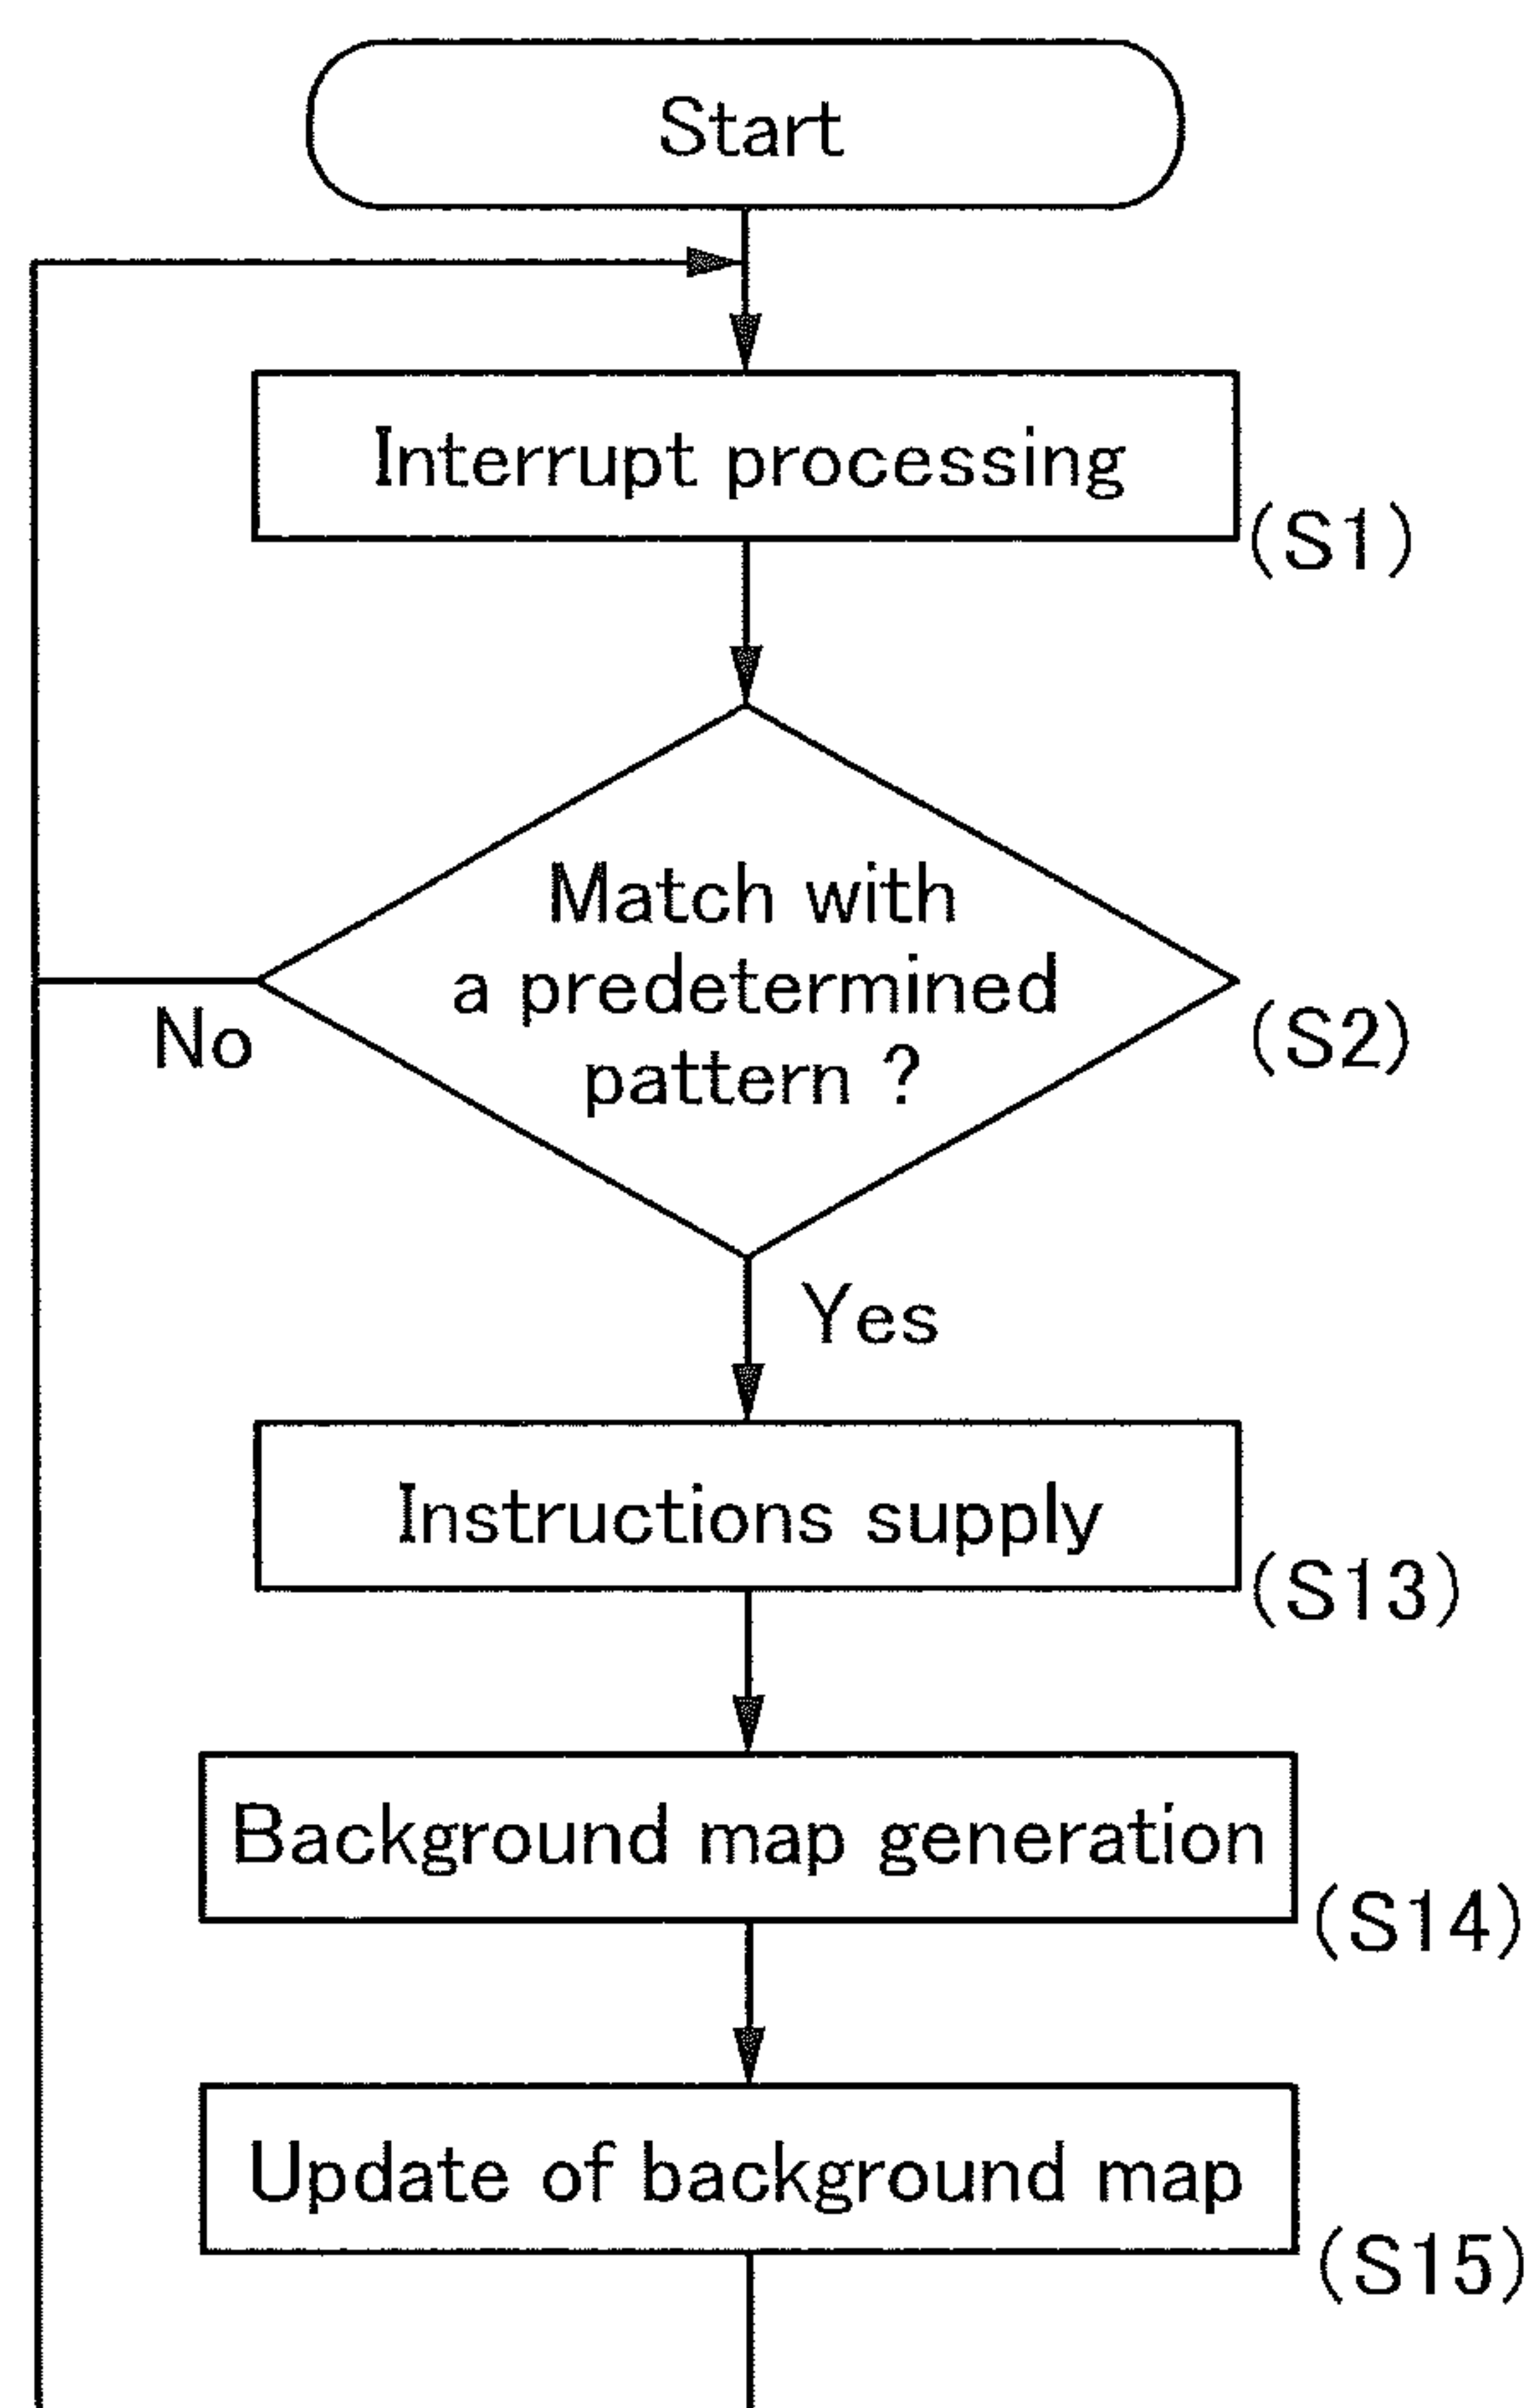 Start
Interrupt processing
(S1)
Match with
a predetermined
pattern ?
(S2)
No
Yes
Instructions supply
(S13)
Background map generation
(S14)
Update of background map
(S15)